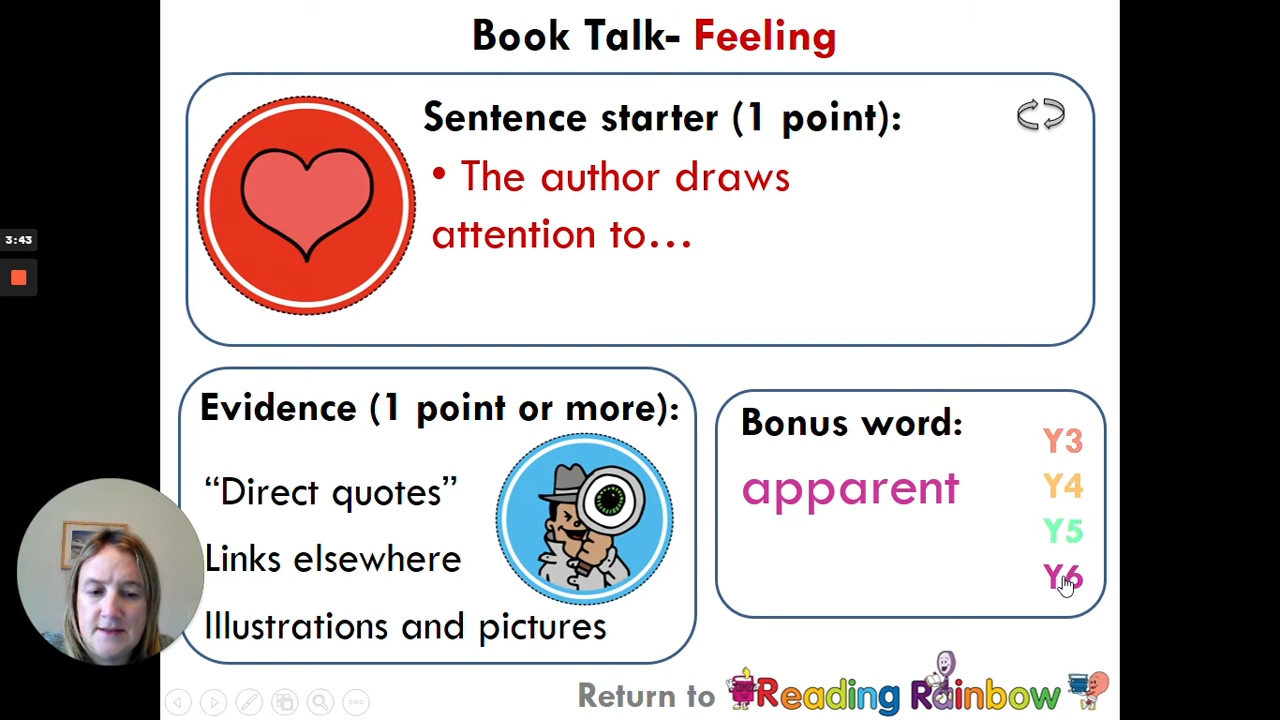 Book Talk- Feeling
Sentence starter (1 point):
• The author draws
attention to...
3:43
Evidence (1 point or more):
“Direct quotes”
Links elsewhere
Illustrations and pictures
Bonus word:
apparent
Y3
Y4
Y5
Y6
Return to Reading Rainbow